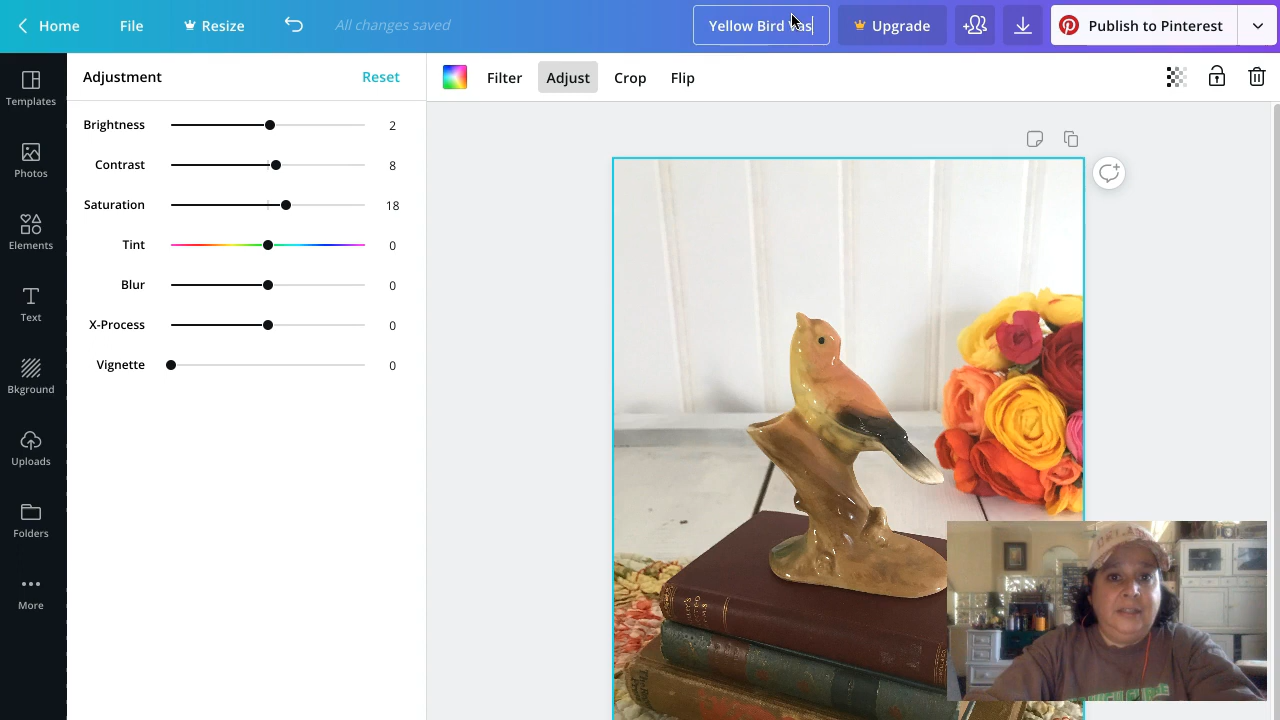 Home File Resize All changes saved Yellow Bird Vas Upgrade Publish to Pinterest
Templates
Photos
Elements
Text
Bkground
Uploads
Folders
More
Adjustment Reset
Brightness 2
Contrast 8
Saturation 18
Tint 0
Blur 0
X-Process 0
Vignette 0
Filter Adjust Crop Flip